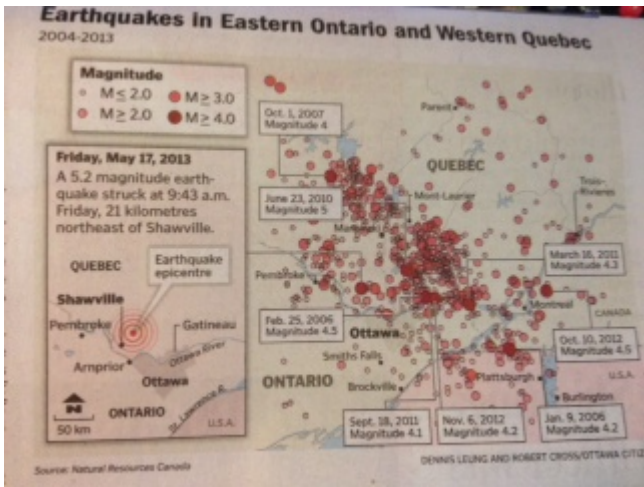 Earthquakes in Eastern Ontario and Western Quebec
2004-2013
Magnitude
M ≤ 2.0
M ≥ 3.0
M ≥ 2.0
M ≥ 4.0
Friday, May 17, 2013
A 5.2 magnitude earth-
quake struck at 9:43 a.m.
Friday, 21 kilometres
northeast of Shawville.
QUEBEC
Earthquake
epicentre
Shawville
Pembroke
Gatineau
Arnprior
Ottawa River
Ottawa
ONTARIO
St. Lawrence R.
U.S.A.
N
50 km
Oct. 1, 2007
Magnitude 4
Parent
QUEBEC
June 23, 2010
Magnitude 5
Mont-Laurier
Trois-
Rivieres
Maniwaki
March 16, 2011
Magnitude 4.3
Pembroke
Montreal
CANADA
Feb. 25, 2006
Magnitude 4.5
Ottawa
Oct. 10, 2012
Magnitude 4.5
Smiths Falls
ONTARIO
Plattsburgh
U.S.A.
Brockville
Burlington
Sept. 18, 2011
Magnitude 4.1
Nov. 6, 2012
Magnitude 4.2
Jan. 9, 2006
Magnitude 4.2
Source: Natural Resources Canada
DENNIS LEUNG AND ROBERT CROSS/OTTAWA CITIZ